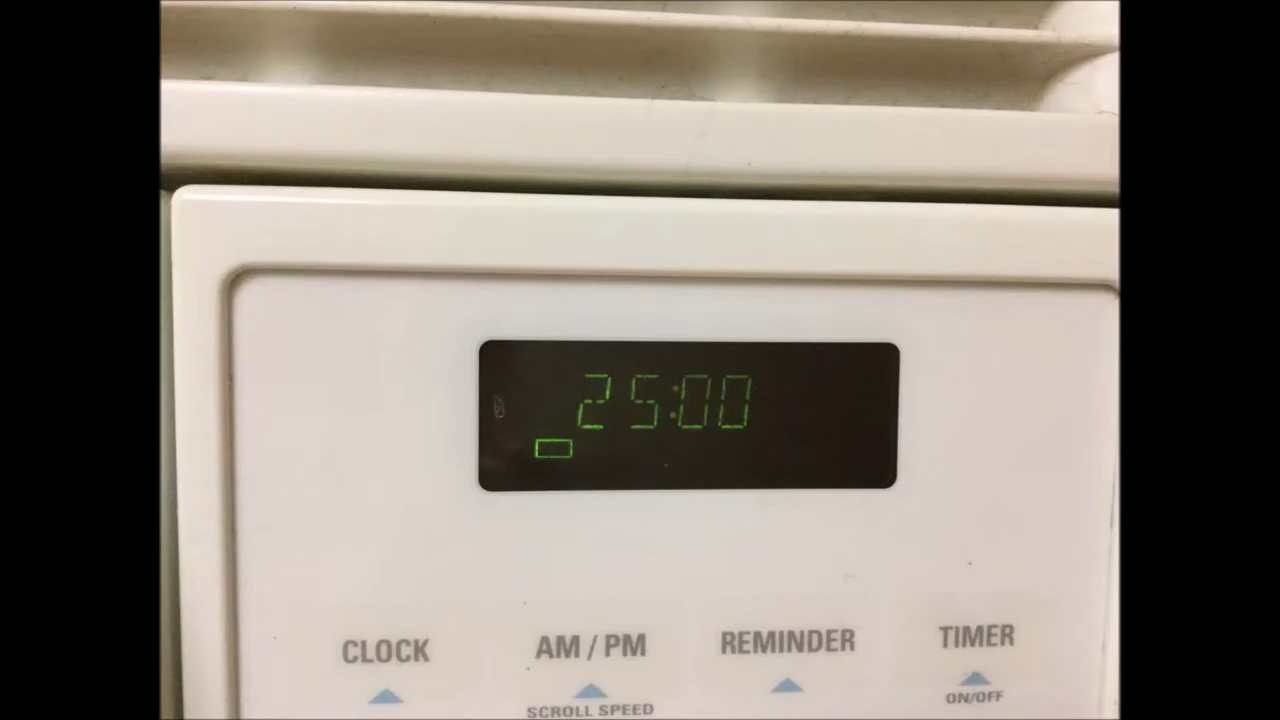 25:00
CLOCK
AM / PM
REMINDER
TIMER
SCROLL SPEED
ON/OFF